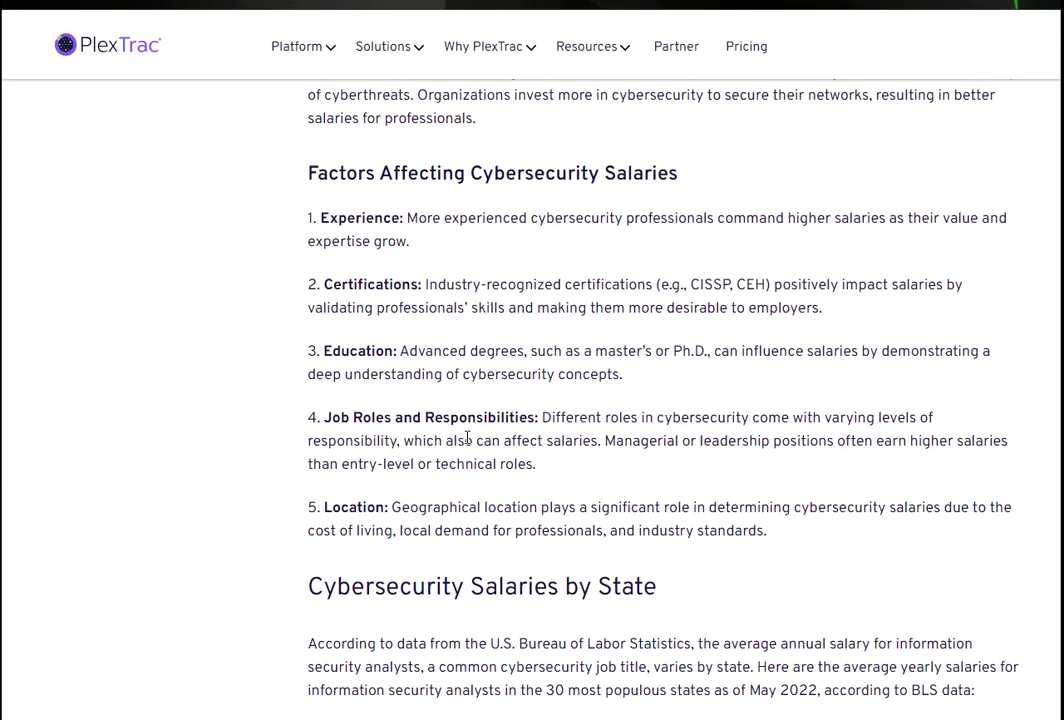 PlexTrac
Platform Solutions Why PlexTrac Resources Partner Pricing
of cyberthreats. Organizations invest more in cybersecurity to secure their networks, resulting in better
salaries for professionals.
Factors Affecting Cybersecurity Salaries
1. Experience: More experienced cybersecurity professionals command higher salaries as their value and
expertise grow.
2. Certifications: Industry-recognized certifications (e.g., CISSP, CEH) positively impact salaries by
validating professionals’ skills and making them more desirable to employers.
3. Education: Advanced degrees, such as a master’s or Ph.D., can influence salaries by demonstrating a
deep understanding of cybersecurity concepts.
4. Job Roles and Responsibilities: Different roles in cybersecurity come with varying levels of
responsibility, which also can affect salaries. Managerial or leadership positions often earn higher salaries
than entry-level or technical roles.
5. Location: Geographical location plays a significant role in determining cybersecurity salaries due to the
cost of living, local demand for professionals, and industry standards.
Cybersecurity Salaries by State
According to data from the U.S. Bureau of Labor Statistics, the average annual salary for information
security analysts, a common cybersecurity job title, varies by state. Here are the average yearly salaries for
information security analysts in the 30 most populous states as of May 2022, according to BLS data: